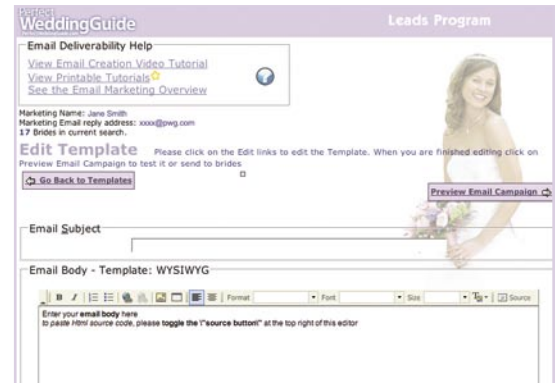 Perfect
WeddingGuide
Leads Program
Email Deliverability Help
View Email Creation Video Tutorial
View Printable Tutorials
See the Email Marketing Overview
Marketing Name: Jane Smith
Marketing Email reply address: xxxx@pwg.com
17 Brides in current search.
Edit Template Please click on the Edit links to edit the Template. When you are finished editing click on
Preview Email Campaign to test it or send to brides
Go Back to Templates
Preview Email Campaign
Email Subject
Email Body - Template: WYSIWYG
B I Format Font Size Source
Enter your email body here
to paste Html source code, please toggle the \"source button\" at the top right of this editor